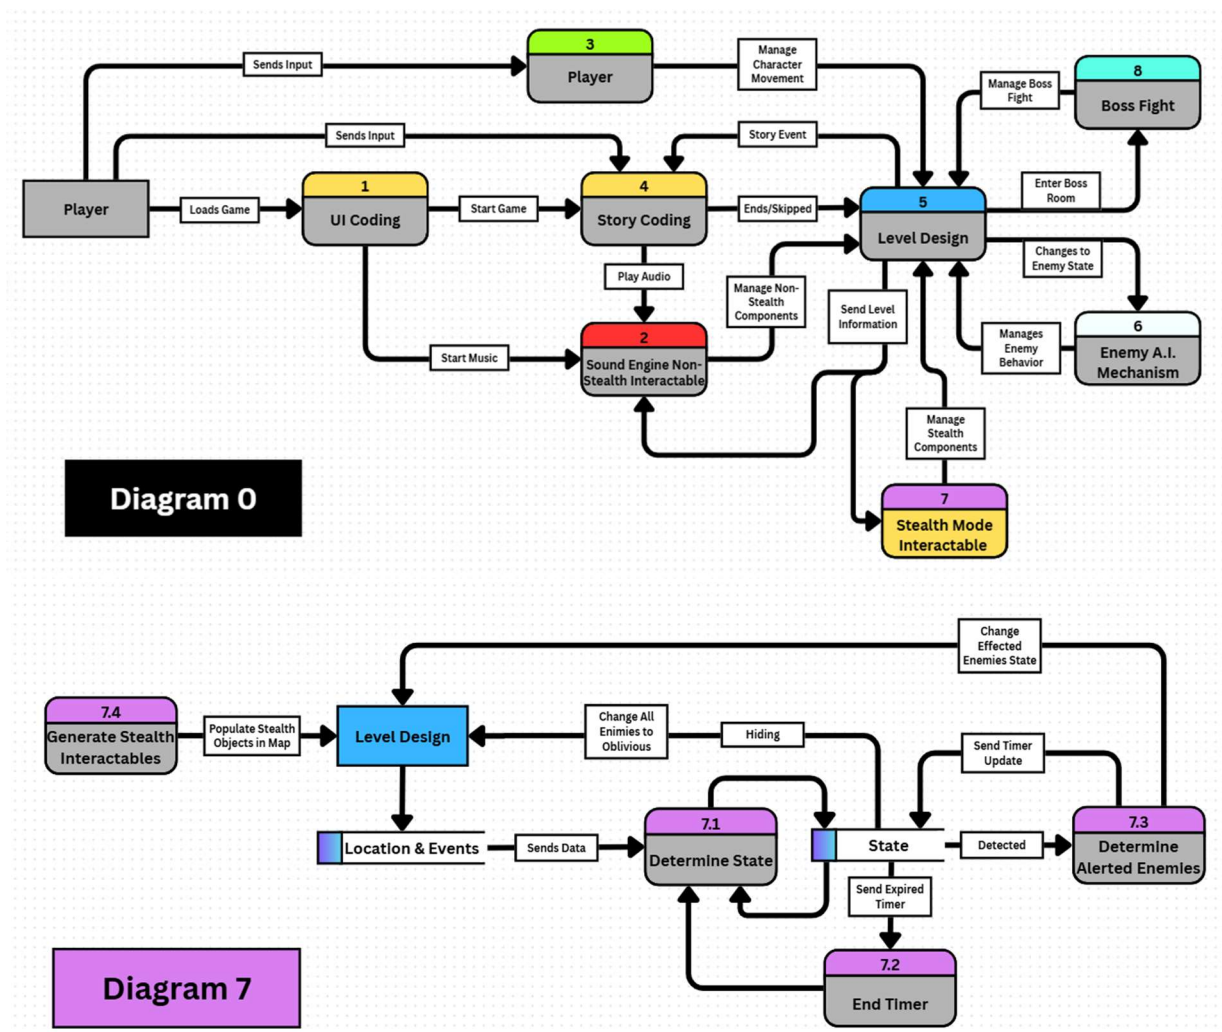 3
Player
Sends Input
Manage
Character
Movement
8
Boss Fight
Manage Boss
Fight
Sends Input
Story Event
Player
Loads Game
1
UI Coding
Start Game
4
Story Coding
Ends/Skipped
5
Level Design
Enter Boss
Room
Changes to
Enemy State
Play Audio
Manage Non-
Stealth
Components
Send Level
Information
2
Sound Engine Non-
Stealth Interactable
Start Music
Manages
Enemy
Behavior
6
Enemy A.I.
Mechanism
Manage
Stealth
Components
Diagram 0
7
Stealth Mode
Interactable
Change
Effected
Enemies State
7.4
Generate Stealth
Interactables
Populate Stealth
Objects in Map
Level Design
Change All
Enimies to
Oblivious
Hiding
Send Timer
Update
Location & Events
Sends Data
7.1
Determine State
State
Detected
7.3
Determine
Alerted Enemies
Send Expired
Timer
7.2
End Timer
Diagram 7